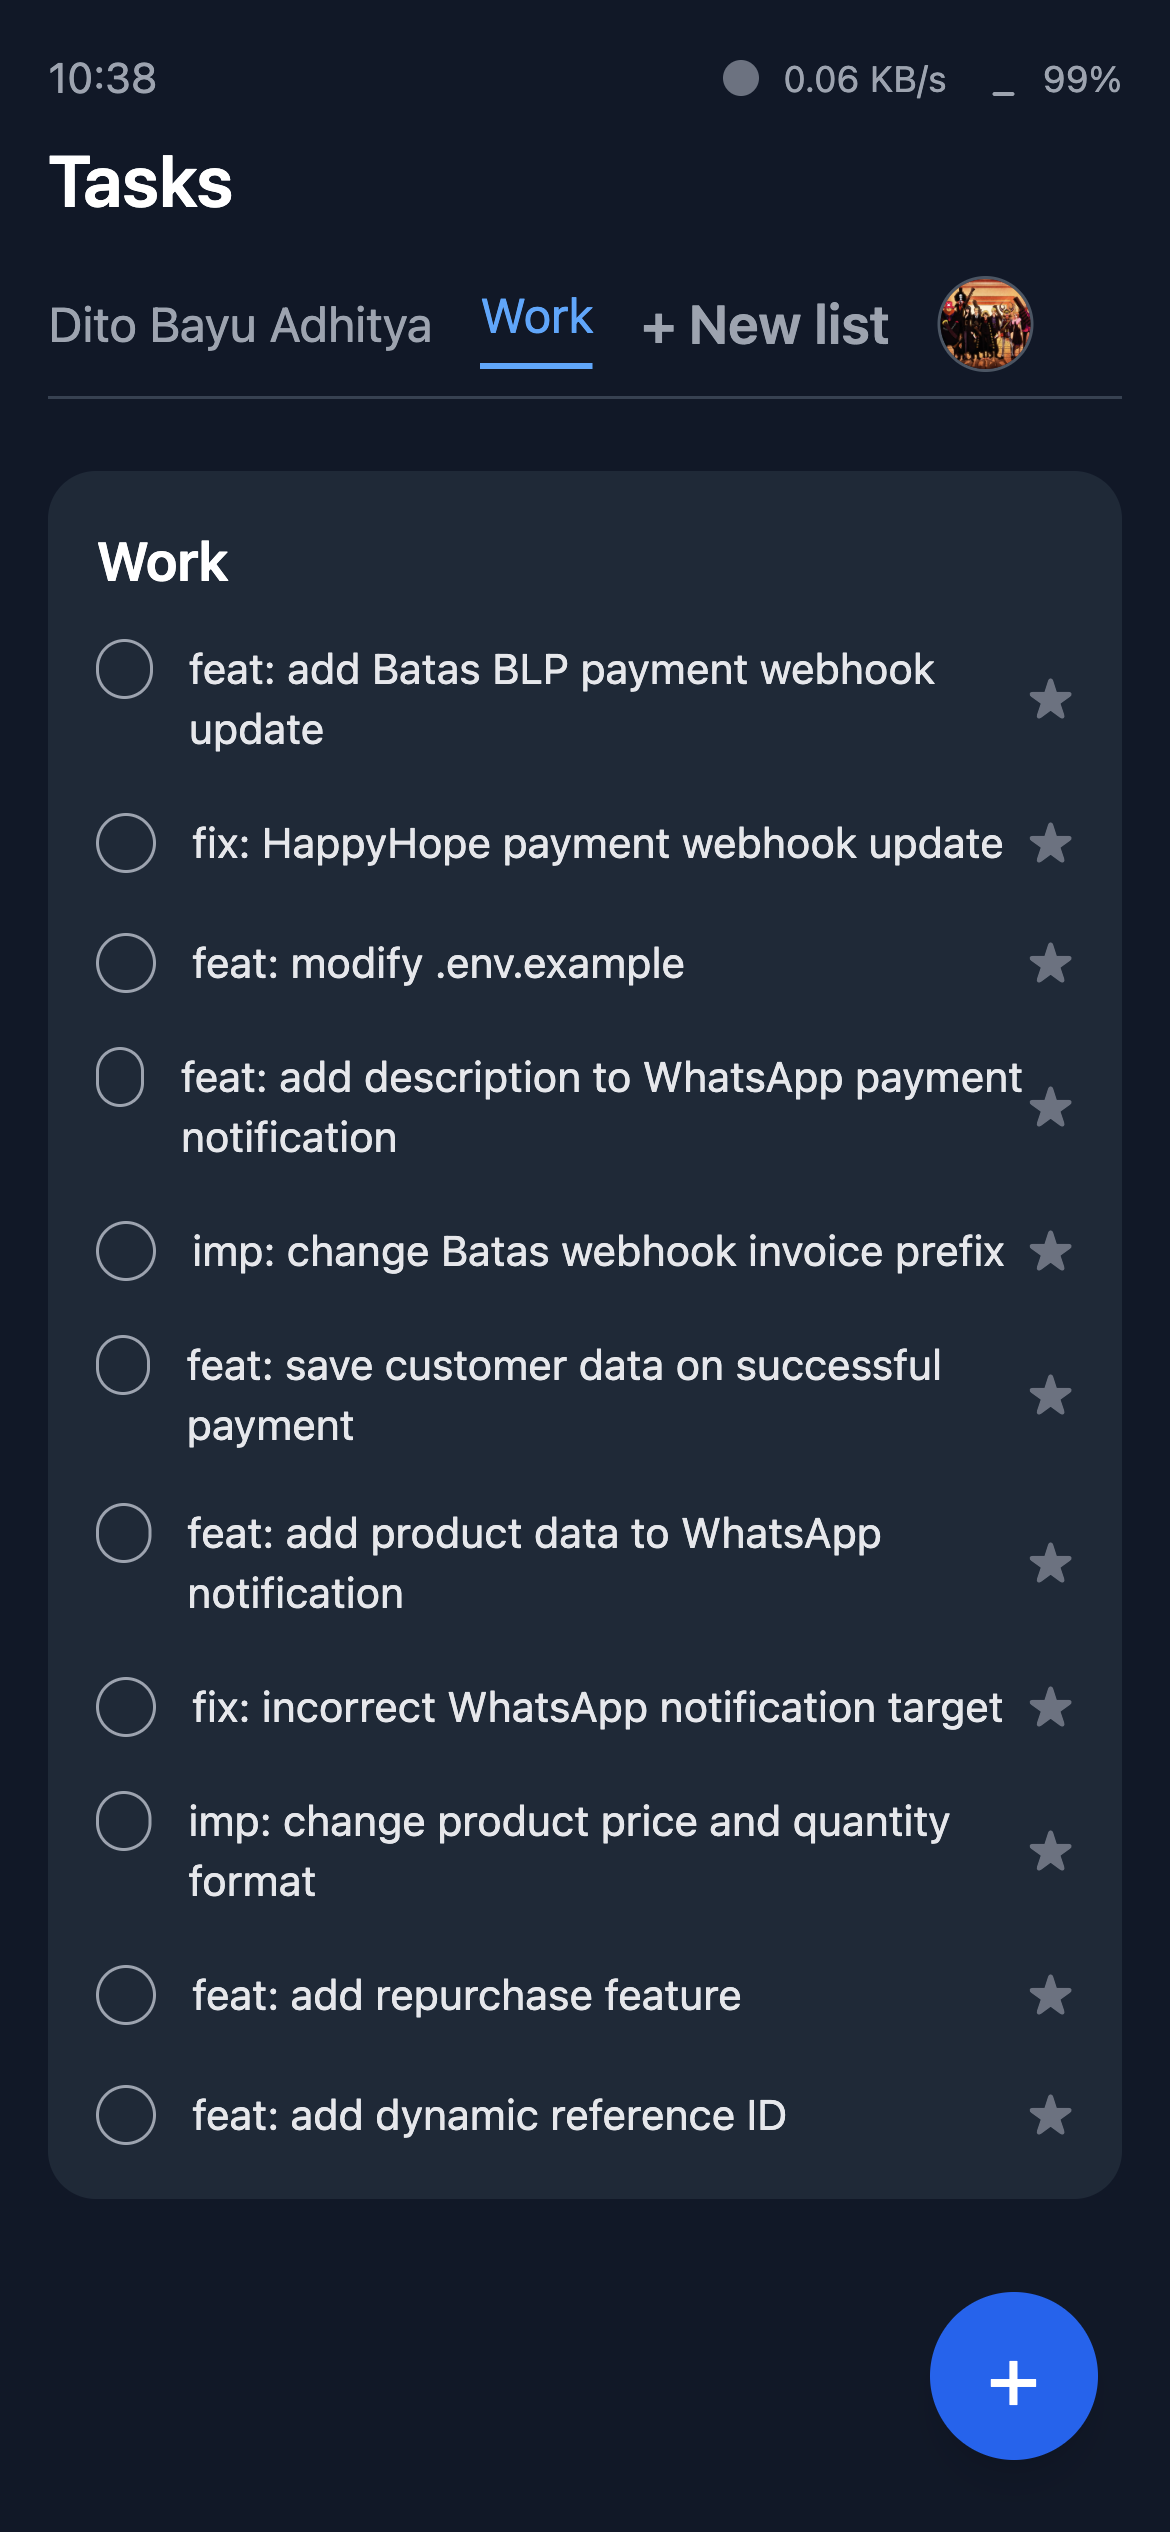 10:38
0.06 KB/s _ 99%
Tasks
Dito Bayu Adhitya Work + New list
Work
feat: add Batas BLP payment webhook
update
fix: HappyHope payment webhook update
feat: modify .env.example
feat: add description to WhatsApp payment
notification
imp: change Batas webhook invoice prefix
feat: save customer data on successful
payment
feat: add product data to WhatsApp
notification
fix: incorrect WhatsApp notification target
imp: change product price and quantity
format
feat: add repurchase feature
feat: add dynamic reference ID
+